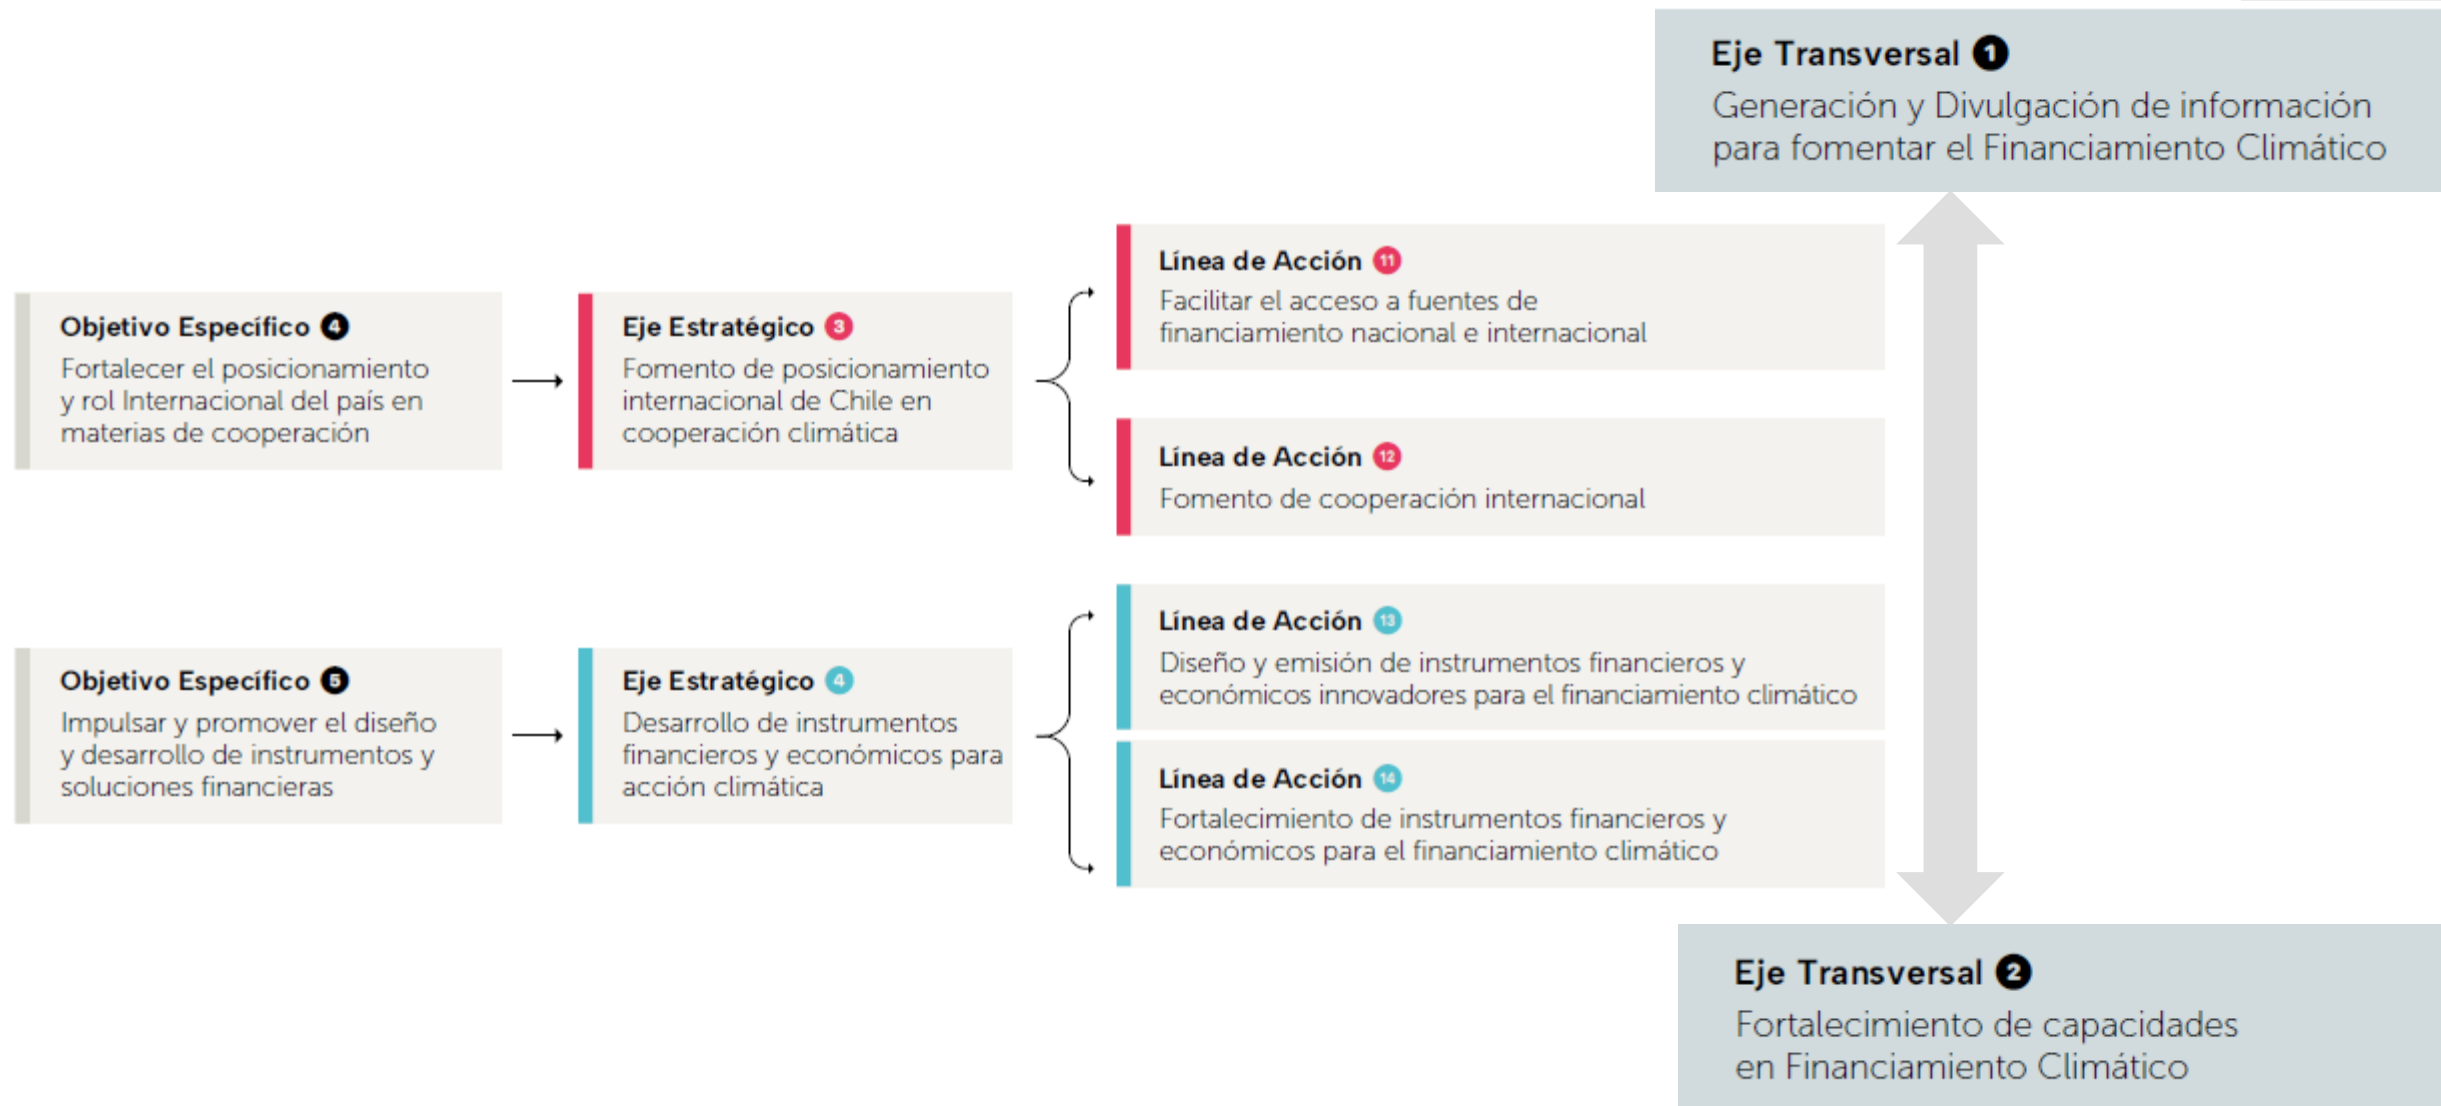 Eje Transversal 1
Generación y Divulgación de información
para fomentar el Financiamiento Climático
Objetivo Específico 4
Fortalecer el posicionamiento
y rol Internacional del país en
materias de cooperación
Eje Estratégico 3
Fomento de posicionamiento
internacional de Chile en
cooperación climática
Línea de Acción 11
Facilitar el acceso a fuentes de
financiamiento nacional e internacional
Línea de Acción 12
Fomento de cooperación internacional
Objetivo Específico 5
Impulsar y promover el diseño
y desarrollo de instrumentos y
soluciones financieras
Eje Estratégico 4
Desarrollo de instrumentos
financieros y económicos para
acción climática
Línea de Acción 13
Diseño y emisión de instrumentos financieros y
económicos innovadores para el financiamiento climático
Línea de Acción 14
Fortalecimiento de instrumentos financieros y
económicos para el financiamiento climático
Eje Transversal 2
Fortalecimiento de capacidades
en Financiamiento Climático